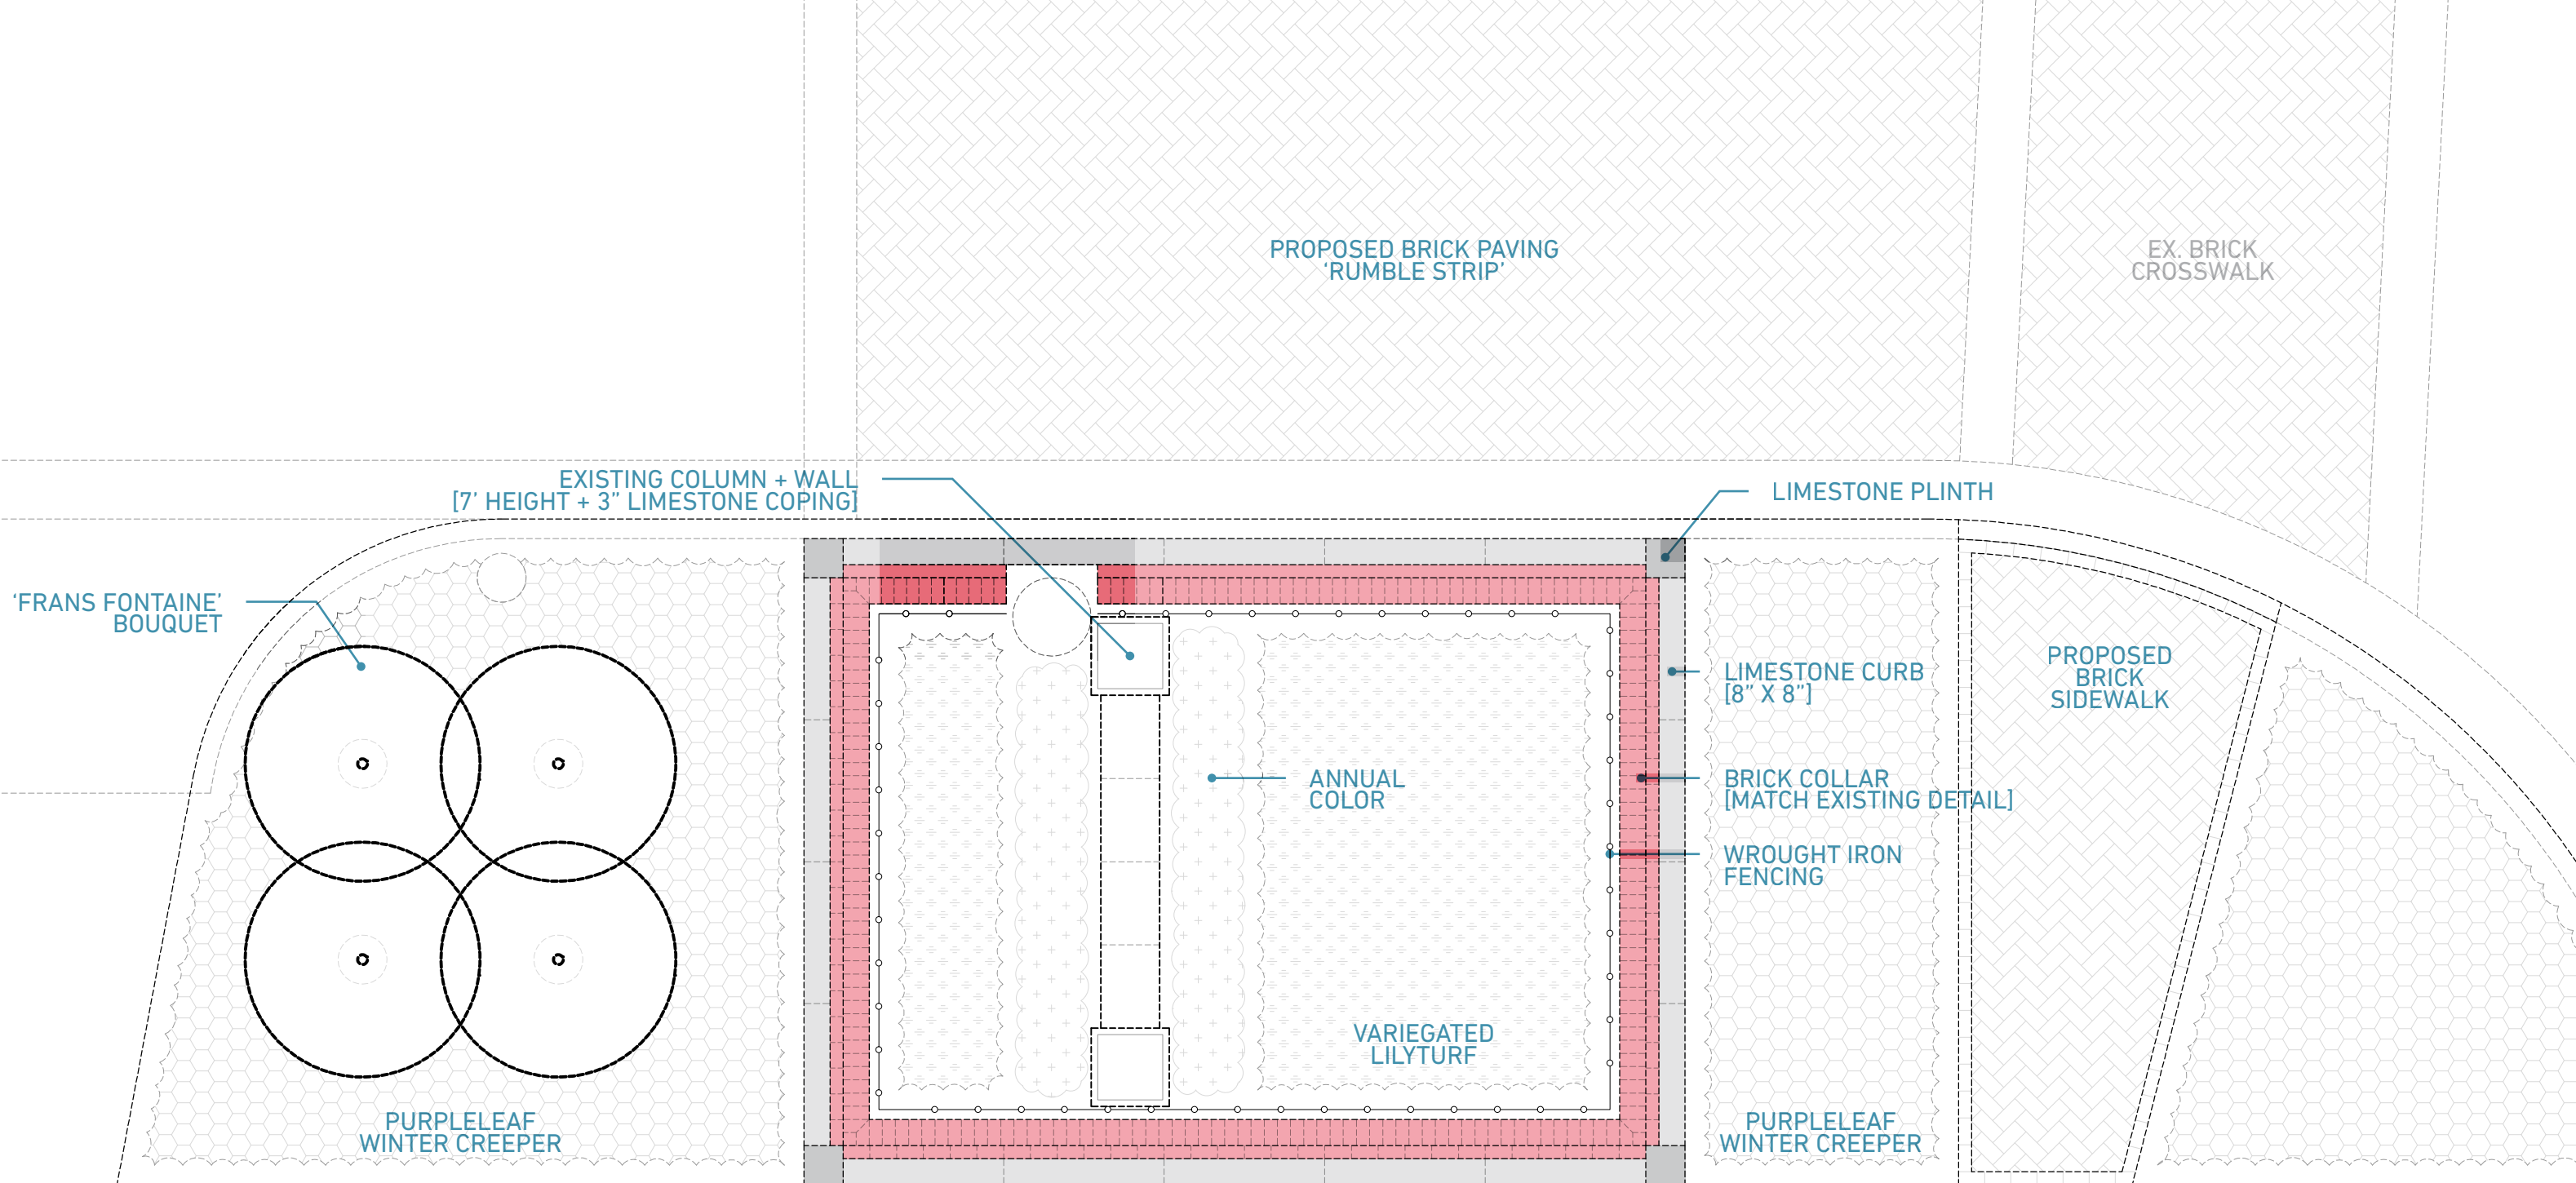 PROPOSED BRICK PAVING
‘RUMBLE STRIP’
EX. BRICK
CROSSWALK
EXISTING COLUMN + WALL
[7’ HEIGHT + 3” LIMESTONE COPING]
LIMESTONE PLINTH
‘FRANS FONTAINE’
BOUQUET
LIMESTONE CURB
[8” X 8”]
PROPOSED
BRICK
SIDEWALK
ANNUAL
COLOR
BRICK COLLAR
[MATCH EXISTING DETAIL]
WROUGHT IRON
FENCING
VARIEGATED
LILYTURF
PURPLELEAF
WINTER CREEPER
PURPLELEAF
WINTER CREEPER